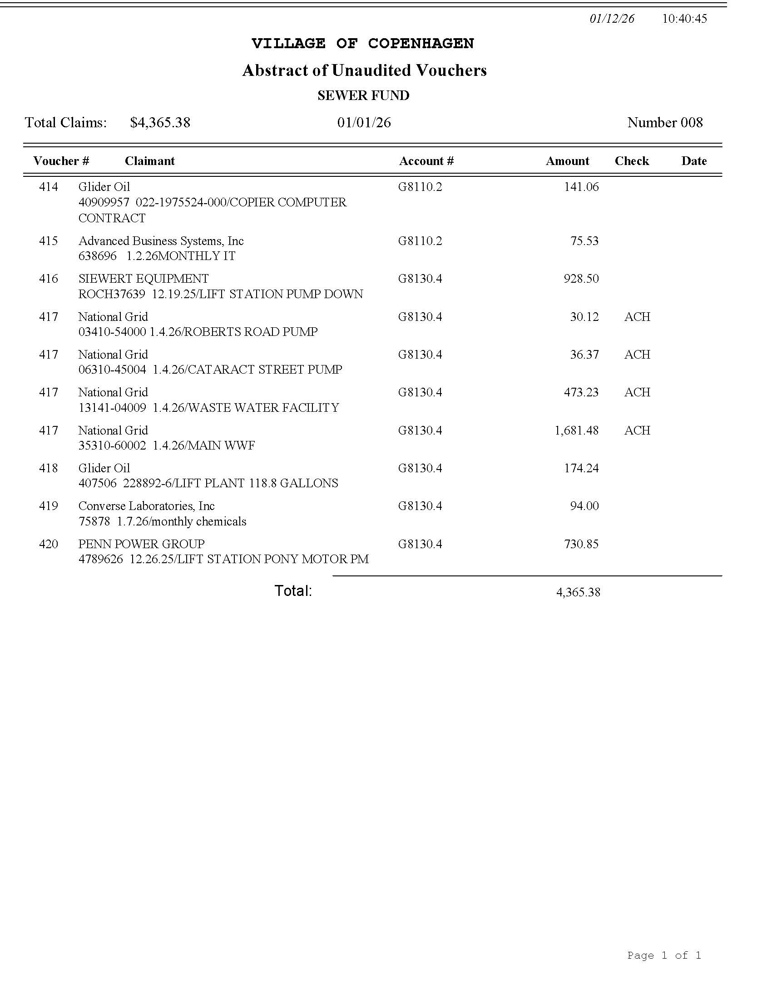 01/12/26 10:40:45
VILLAGE OF COPENHAGEN
Abstract of Unaudited Vouchers
SEWER FUND
Total Claims: $4,365.38 01/01/26 Number 008
Voucher # Claimant Account # Amount Check Date
414 Glider Oil G8110.2 141.06
40909957 022-1975524-000/COPIER COMPUTER
CONTRACT
415 Advanced Business Systems, Inc G8110.2 75.53
638696 1.2.26MONTHLY IT
416 SIEWERT EQUIPMENT G8130.4 928.50
ROCH37639 12.19.25/LIFT STATION PUMP DOWN
417 National Grid G8130.4 30.12 ACH
03410-54000 1.4.26/ROBERTS ROAD PUMP
417 National Grid G8130.4 36.37 ACH
06310-45004 1.4.26/CATARACT STREET PUMP
417 National Grid G8130.4 473.23 ACH
13141-04009 1.4.26/WASTE WATER FACILITY
417 National Grid G8130.4 1,681.48 ACH
35310-60002 1.4.26/MAIN WWF
418 Glider Oil G8130.4 174.24
407506 228892-6/LIFT PLANT 118.8 GALLONS
419 Converse Laboratories, Inc G8130.4 94.00
75878 1.7.26/monthly chemicals
420 PENN POWER GROUP G8130.4 730.85
4789626 12.26.25/LIFT STATION PONY MOTOR PM
Total: 4,365.38
Page 1 of 1